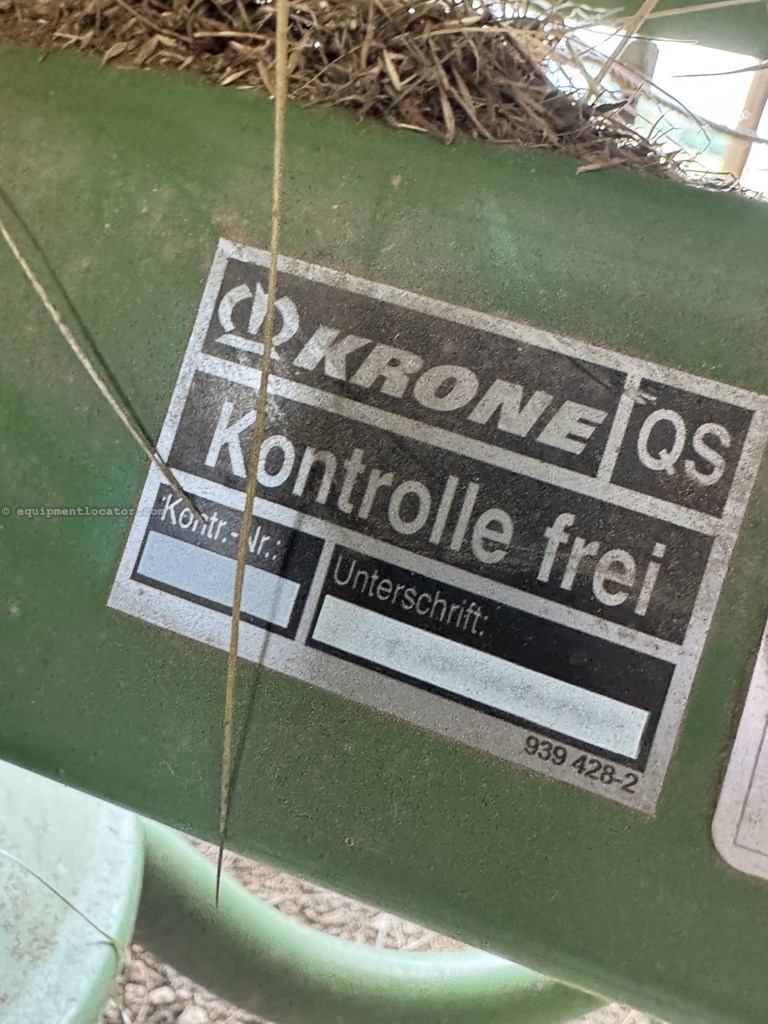 KRONE QS
Kontrolle frei
Kontr.-Nr.:
Unterschrift:
939 428-2
© equipmentlocator.com